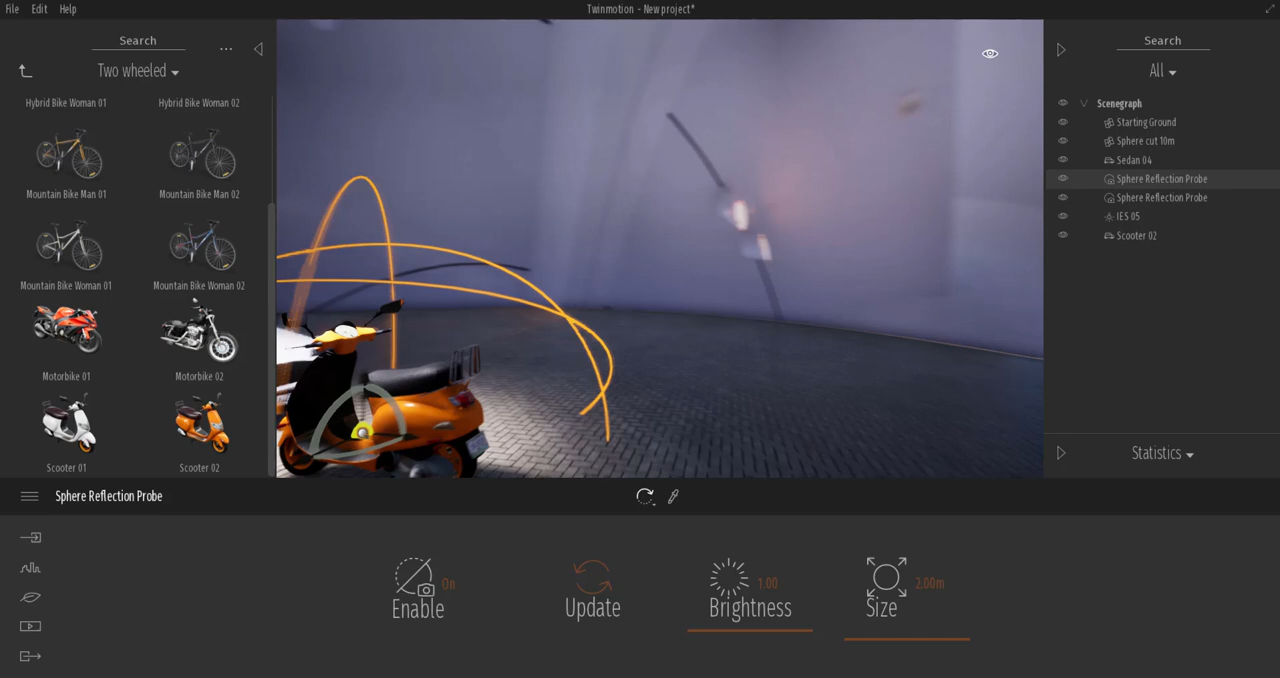 File Edit Help
Twinmotion - New project*
Search
...
Two wheeled
Hybrid Bike Woman 01
Hybrid Bike Woman 02
Mountain Bike Man 01
Mountain Bike Man 02
Mountain Bike Woman 01
Mountain Bike Woman 02
Motorbike 01
Motorbike 02
Scooter 01
Scooter 02
Search
All
Scenegraph
Starting Ground
Sphere cut 10m
Sedan 04
Sphere Reflection Probe
Sphere Reflection Probe
IES 05
Scooter 02
Statistics
Sphere Reflection Probe
On
Enable
Update
1.00
Brightness
2.00m
Size